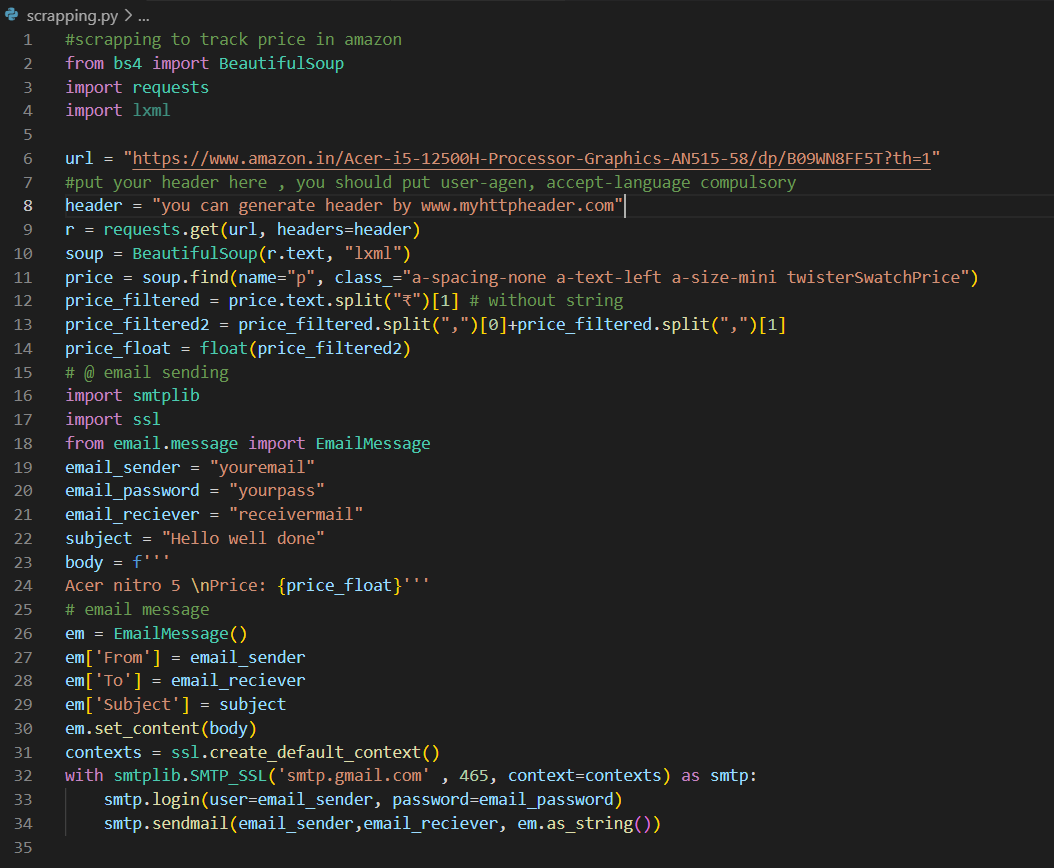 scrapping.py > ...
1 #scrapping to track price in amazon
2 from bs4 import BeautifulSoup
3 import requests
4 import lxml
5
6 url = "https://www.amazon.in/Acer-i5-12500H-Processor-Graphics-AN515-58/dp/B09WN8FF5T?th=1"
7 #put your header here , you should put user-agen, accept-language compulsory
8 header = "you can generate header by www.myhttpheader.com"
9 r = requests.get(url, headers=header)
10 soup = BeautifulSoup(r.text, "lxml")
11 price = soup.find(name="p", class_="a-spacing-none a-text-left a-size-mini twisterSwatchPrice")
12 price_filtered = price.text.split("₹")[1] # without string
13 price_filtered2 = price_filtered.split(",")[0]+price_filtered.split(",")[1]
14 price_float = float(price_filtered2)
15 # @ email sending
16 import smtplib
17 import ssl
18 from email.message import EmailMessage
19 email_sender = "youremail"
20 email_password = "yourpass"
21 email_reciever = "receivermail"
22 subject = "Hello well done"
23 body = f'''
24 Acer nitro 5 \nPrice: {price_float}'''
25 # email message
26 em = EmailMessage()
27 em['From'] = email_sender
28 em['To'] = email_reciever
29 em['Subject'] = subject
30 em.set_content(body)
31 contexts = ssl.create_default_context()
32 with smtplib.SMTP_SSL('smtp.gmail.com' , 465, context=contexts) as smtp:
33     smtp.login(user=email_sender, password=email_password)
34     smtp.sendmail(email_sender,email_reciever, em.as_string())
35